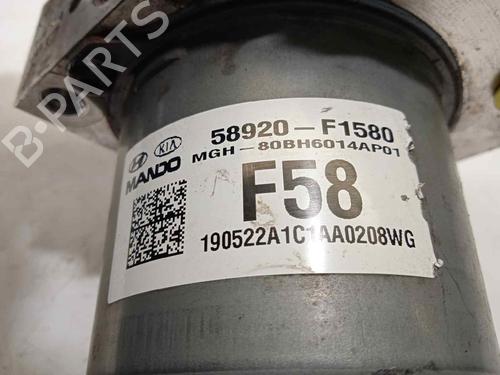 58920-F1580
KIA
MANDO
MGH-80BH6014AP01
F58
190522A1C1AA0208WG
B-PARTS